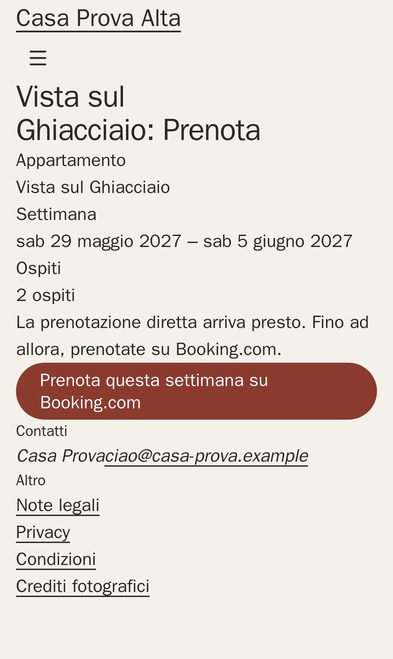 Casa Prova Alta
Vista sul
Ghiacciaio: Prenota
Appartamento
Vista sul Ghiacciaio
Settimana
sab 29 maggio 2027 – sab 5 giugno 2027
Ospiti
2 ospiti
La prenotazione diretta arriva presto. Fino ad
allora, prenotate su Booking.com.
Prenota questa settimana su
Booking.com
Contatti
Casa Provaciao@casa-prova.example
Altro
Note legali
Privacy
Condizioni
Crediti fotografici